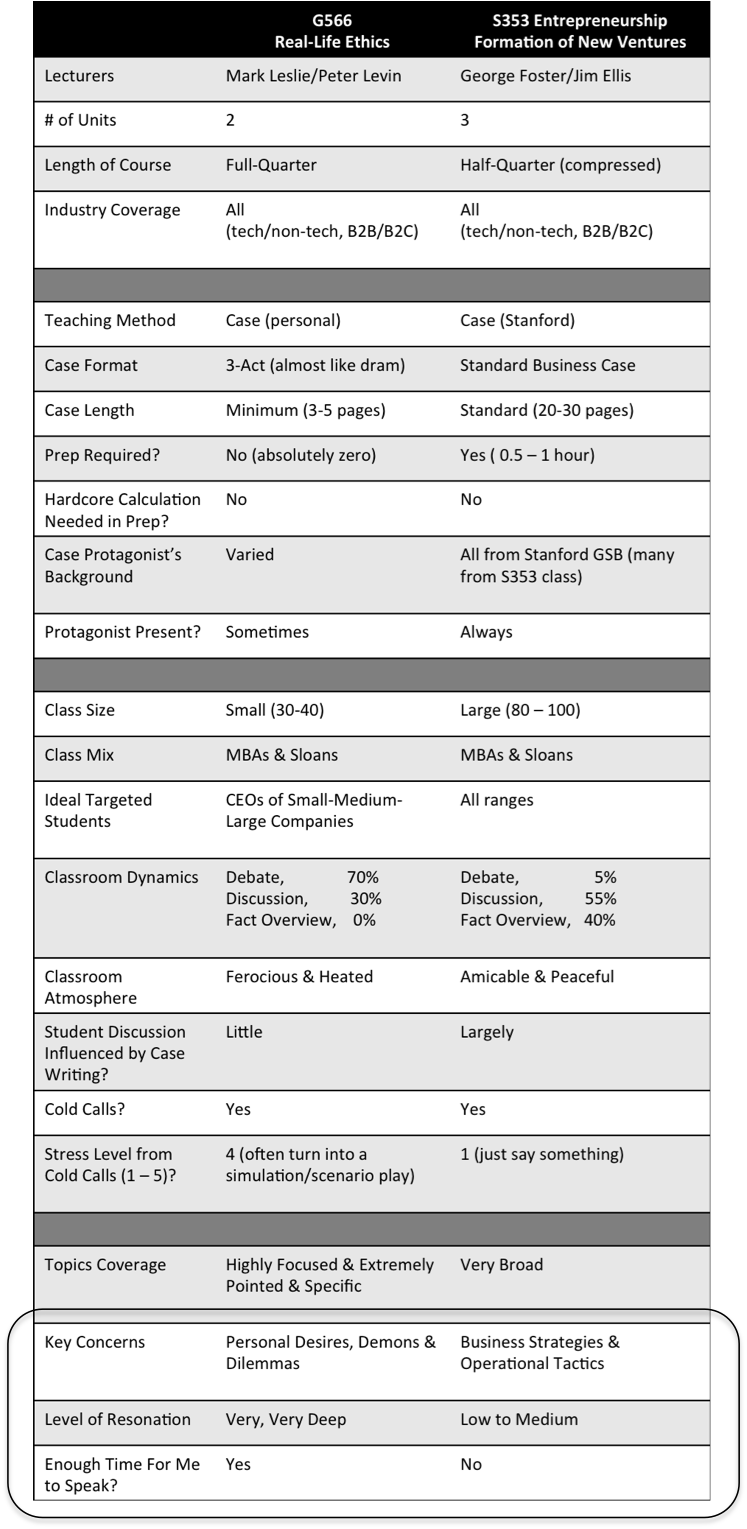 G566
Real-Life Ethics
S353 Entrepreneurship
Formation of New Ventures
Lecturers
Mark Leslie/Peter Levin
George Foster/Jim Ellis
# of Units
2
3
Length of Course
Full-Quarter
Half-Quarter (compressed)
Industry Coverage
All
(tech/non-tech, B2B/B2C)
All
(tech/non-tech, B2B/B2C)
Teaching Method
Case (personal)
Case (Stanford)
Case Format
3-Act (almost like dram)
Standard Business Case
Case Length
Minimum (3-5 pages)
Standard (20-30 pages)
Prep Required?
No (absolutely zero)
Yes ( 0.5 – 1 hour)
Hardcore Calculation
Needed in Prep?
No
No
Case Protagonist's
Background
Varied
All from Stanford GSB (many
from S353 class)
Protagonist Present?
Sometimes
Always
Class Size
Small (30-40)
Large (80 – 100)
Class Mix
MBAs & Sloans
MBAs & Sloans
Ideal Targeted
Students
CEOs of Small-Medium-
Large Companies
All ranges
Classroom Dynamics
Debate, 70%
Discussion, 30%
Fact Overview, 0%
Debate, 5%
Discussion, 55%
Fact Overview, 40%
Classroom
Atmosphere
Ferocious & Heated
Amicable & Peaceful
Student Discussion
Influenced by Case
Writing?
Little
Largely
Cold Calls?
Yes
Yes
Stress Level from
Cold Calls (1 – 5)?
4 (often turn into a
simulation/scenario play)
1 (just say something)
Topics Coverage
Highly Focused & Extremely
Pointed & Specific
Very Broad
Key Concerns
Personal Desires, Demons &
Dilemmas
Business Strategies &
Operational Tactics
Level of Resonation
Very, Very Deep
Low to Medium
Enough Time For Me
to Speak?
Yes
No